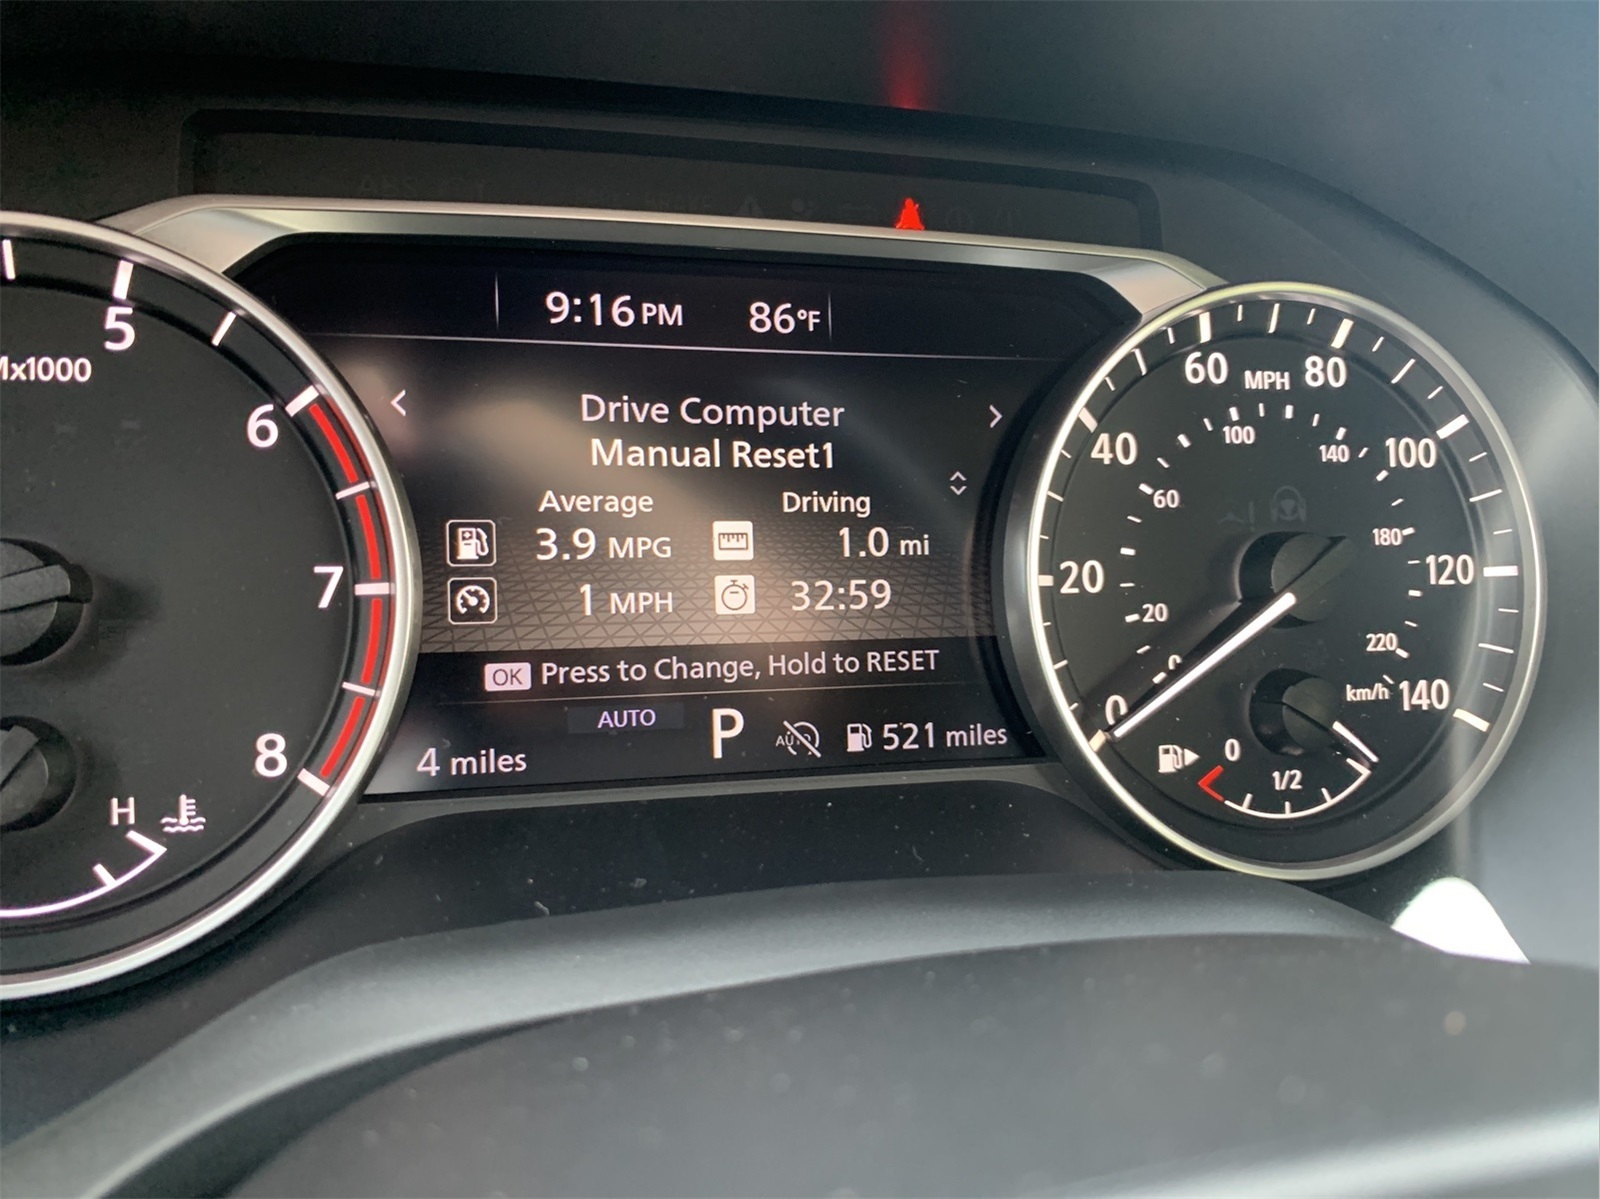 9:16 PM 86°F
Drive Computer
Manual Reset1
Average Driving
3.9 MPG 1.0 mi
1 MPH 32:59
OK Press to Change, Hold to RESET
AUTO
4 miles P AUTO 521 miles
x1000
5
6
7
8
H
0
20
40
60
MPH
80
100
120
140
0
20
60
100
140
180
220
km/h
0
1/2